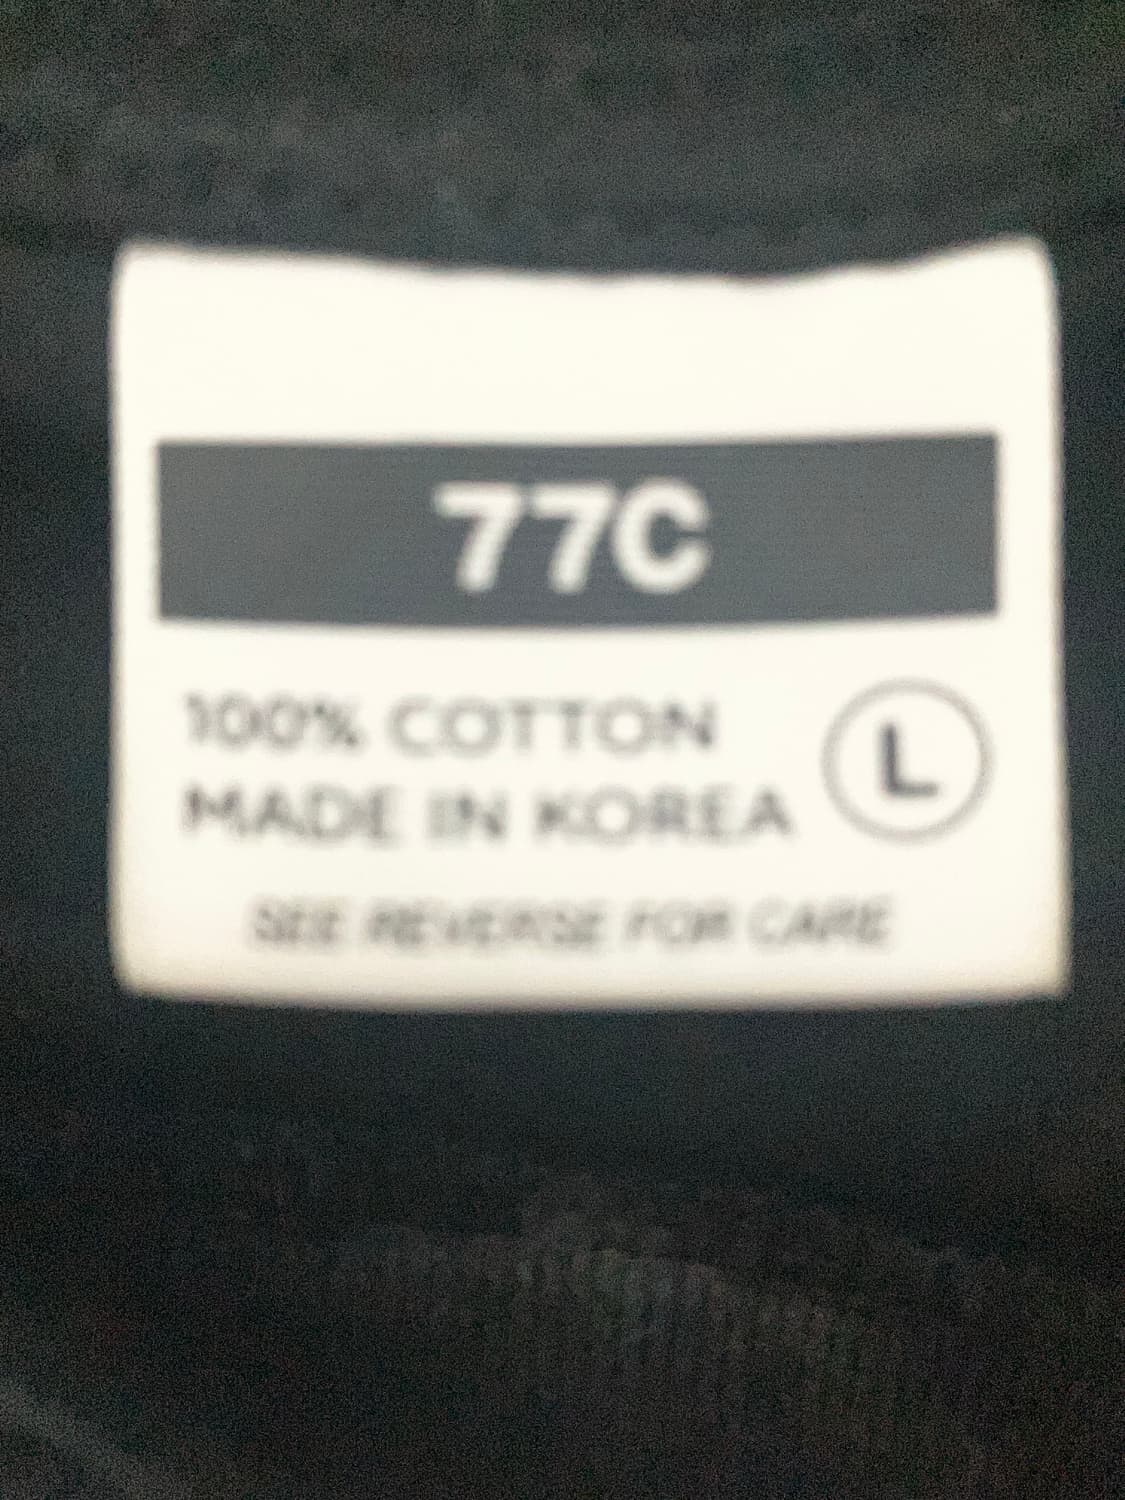 77C
100% COTTON
MADE IN KOREA
L
SEE REVERSE FOR CARE